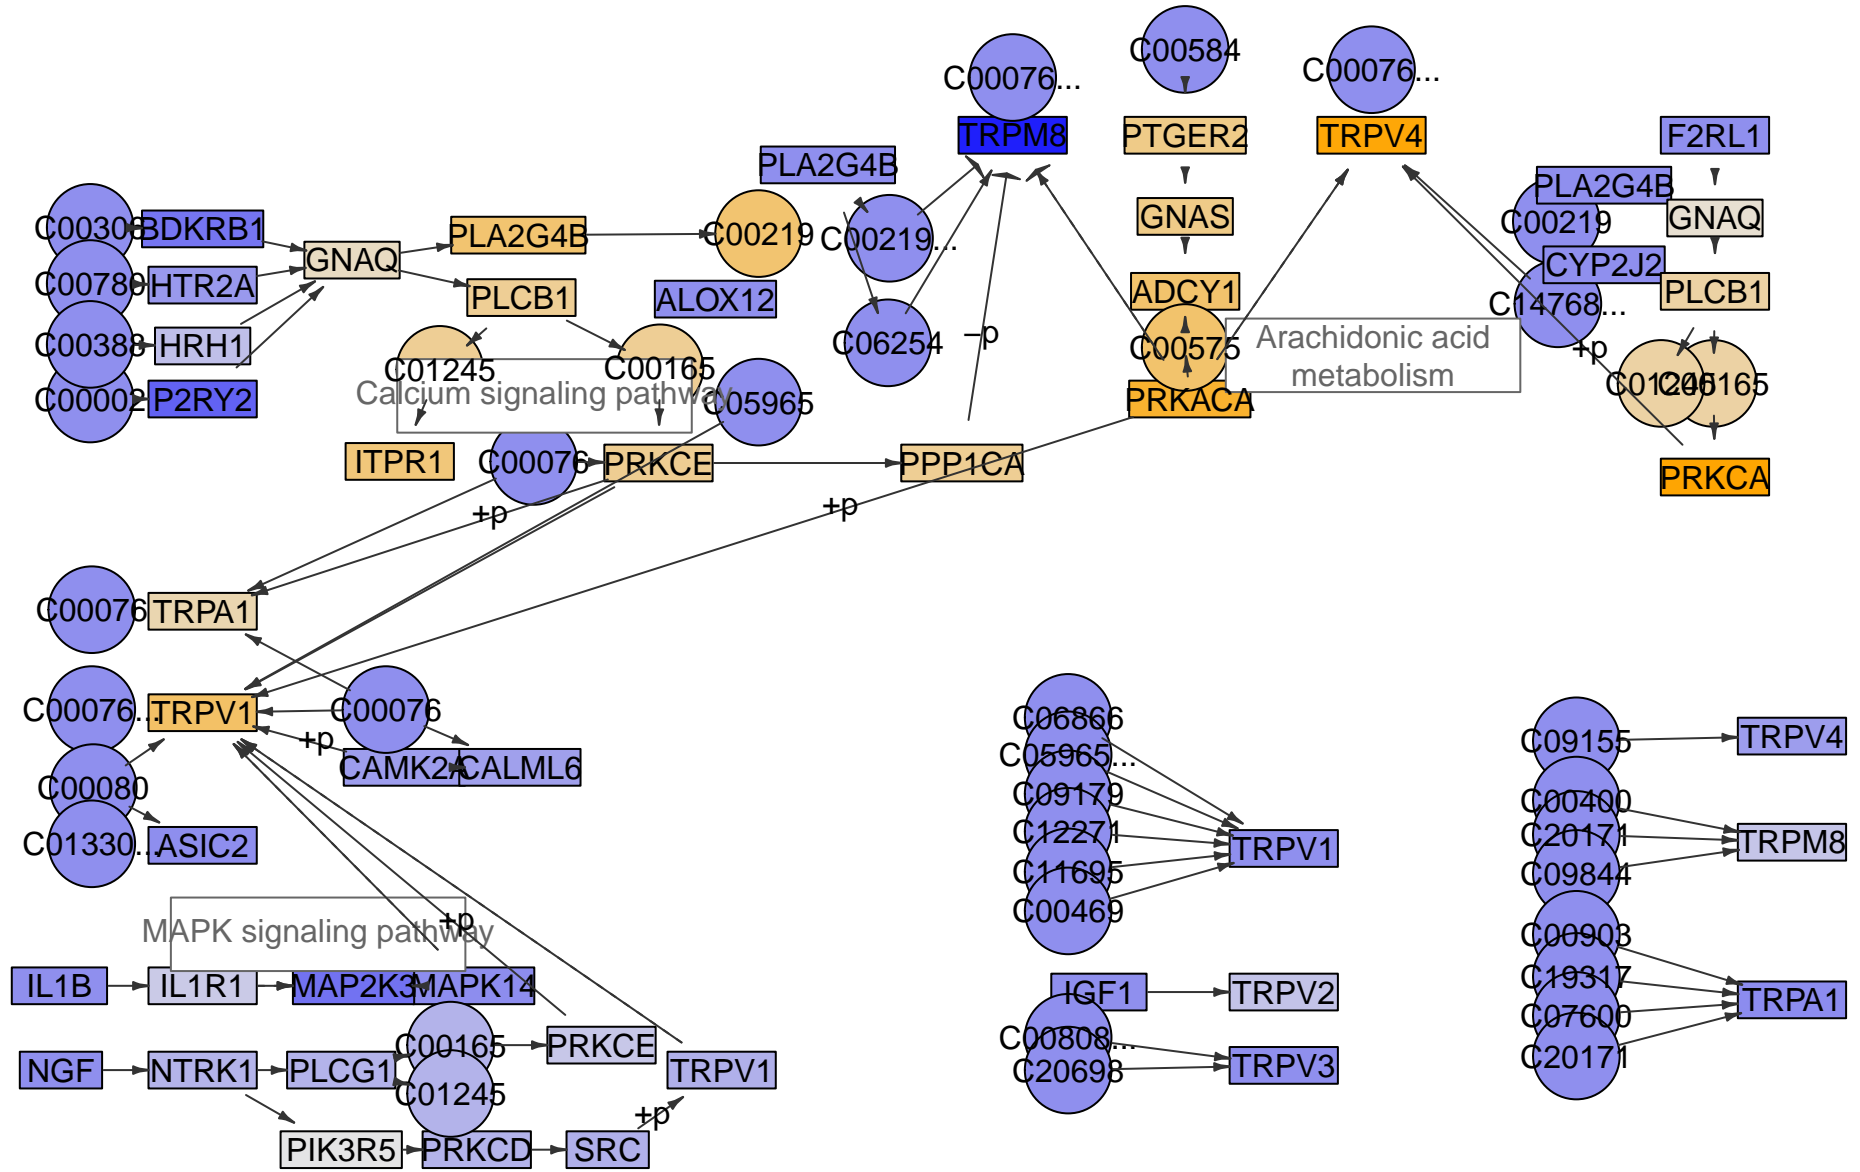 C00584
C00076...
C00076...
TRPM8
PTGER2
TRPV4
F2RL1
PLA2G4B
PLA2G4B
C00308
BDKRB1
PLA2G4B
C00219
C00219...
GNAS
C00219
GNAQ
GNAQ
C00780
HTR2A
PLCB1
ALOX12
ADCY1
CYP2J2
PLCB1
C14768...
C00388
HRH1
C06254
–p
C00575
Arachidonic acid
metabolism
+p
C01245
C00165
Calcium signaling pathway
C00002
P2RY2
C05965
PRKACA
C01245
C00165
ITPR1
C00076
PRKCE
PPP1CA
PRKCA
+p
+p
C00076
TRPA1
C00076...
TRPV1
C00076
+p
CAMK2A
CALML6
C00080
C01330...
ASIC2
C06866
C05965...
C09179
C12271
C11695
C00469
TRPV1
C09155
TRPV4
C00400
C20171
C09844
TRPM8
MAPK signaling pathway
+p
C00903
C19317
C07600
C20171
TRPA1
IL1B
IL1R1
MAP2K3
MAPK14
IGF1
TRPV2
C00808...
C20698
TRPV3
NGF
NTRK1
PLCG1
C00165
C01245
PRKCE
TRPV1
+p
PIK3R5
PRKCD
SRC